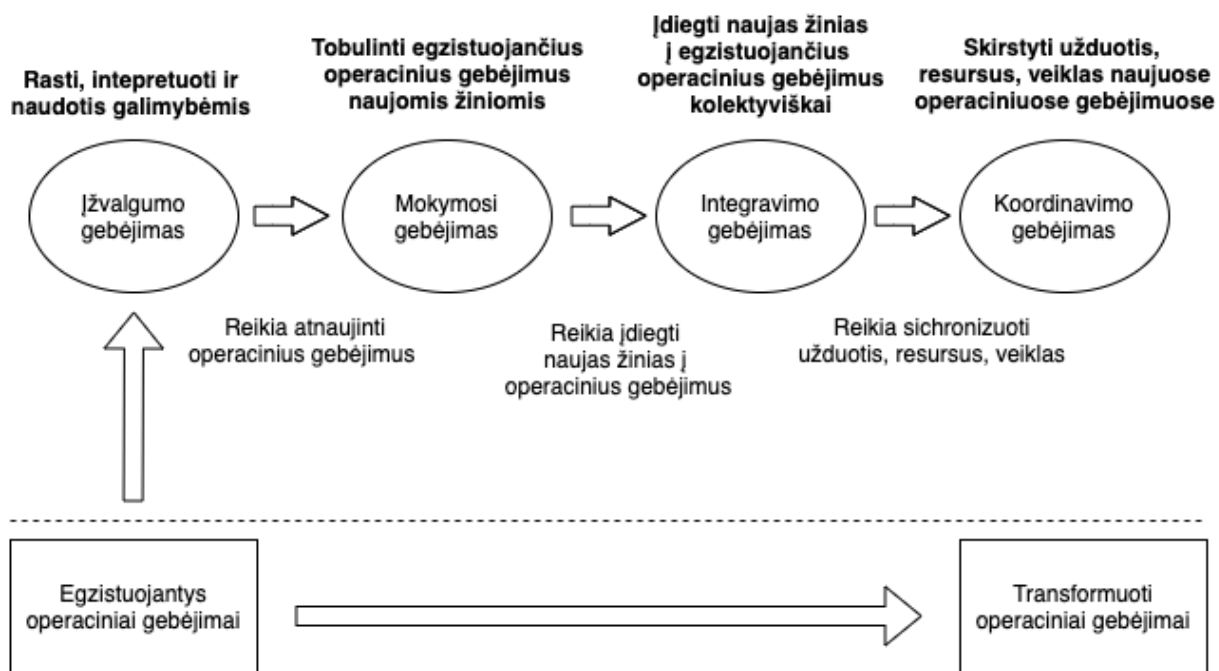 Rasti, intepretuoti ir
naudotis galimybėmis
Tobulinti egzistuojančius
operacinius gebėjimus
naujomis žiniomis
Įdiegti naujas žinias
į egzistuojančius
operacinius gebėjimus
kolektyviškai
Skirstyti užduotis,
resursus, veiklas naujuose
operaciniuose gebėjimuose
Įžvalgumo
gebėjimas
Mokymosi
gebėjimas
Integravimo
gebėjimas
Koordinavimo
gebėjimas
Reikia atnaujinti
operacinius gebėjimus
Reikia įdiegti
naujas žinias į
operacinius gebėjimus
Reikia sichronizuoti
užduotis, resursus, veiklas
Egzistuojantys
operaciniai gebėjimai
Transformuoti
operaciniai gebėjimai